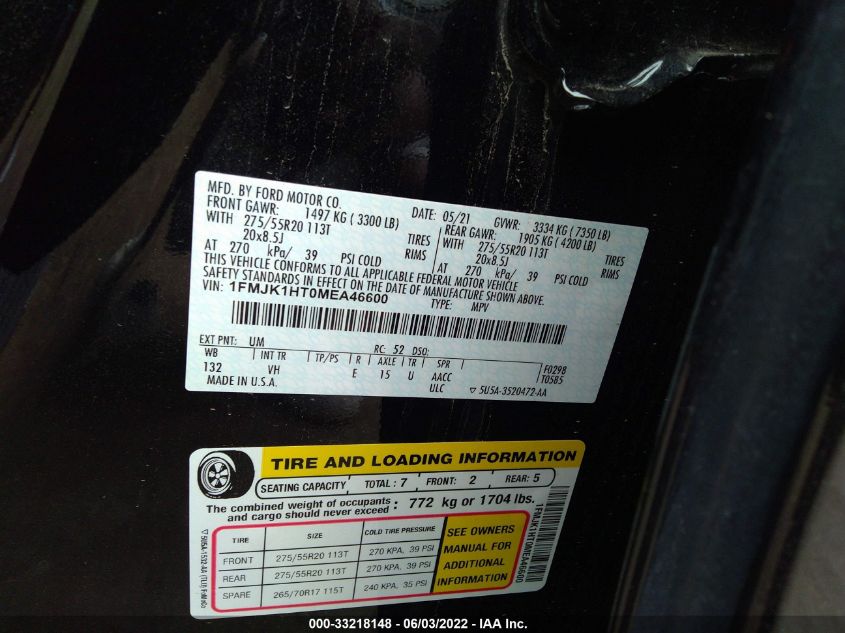 MFD. BY FORD MOTOR CO.
DATE: 05/21 GVWR: 3334 KG ( 7350 LB)
FRONT GAWR: 1497 KG ( 3300 LB) REAR GAWR: 1905 KG ( 4200 LB)
WITH 275/55R20 113T TIRES WITH 275/55R20 113T TIRES
20x8.5J RIMS 20x8.5J RIMS
AT 270 kPa/ 39 PSI COLD AT 270 kPa/ 39 PSI COLD
THIS VEHICLE CONFORMS TO ALL APPLICABLE FEDERAL MOTOR VEHICLE
SAFETY STANDARDS IN EFFECT ON THE DATE OF MANUFACTURE SHOWN ABOVE.
VIN: 1FMJK1HT0MEA46600
TYPE: MPV
EXT PNT: UM RC: 52 DSO:
WB INT TR TP/PS R AXLE TR SPR
132 VH E 15 U AACC F0298
ULC T0585
MADE IN U.S.A. ▽ 5U5A-3520472-AA
TIRE AND LOADING INFORMATION
SEATING CAPACITY TOTAL : 7 FRONT: 2 REAR: 5
The combined weight of occupants
and cargo should never exceed : 772 kg or 1704 lbs.
TIRE SIZE COLD TIRE PRESSURE
FRONT 275/55R20 113T 270 KPA, 39 PSI
REAR 275/55R20 113T 270 KPA, 39 PSI
SPARE 265/70R17 115T 240 KPA, 35 PSI
SEE OWNERS
MANUAL FOR
ADDITIONAL
INFORMATION
1FMJK1HT0MEA46600
000-33218148 - 06/03/2022 - IAA Inc.